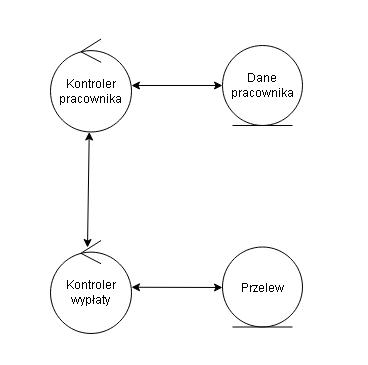 Kontroler
pracownika
Dane
pracownika
Kontroler
wypłaty
Przelew